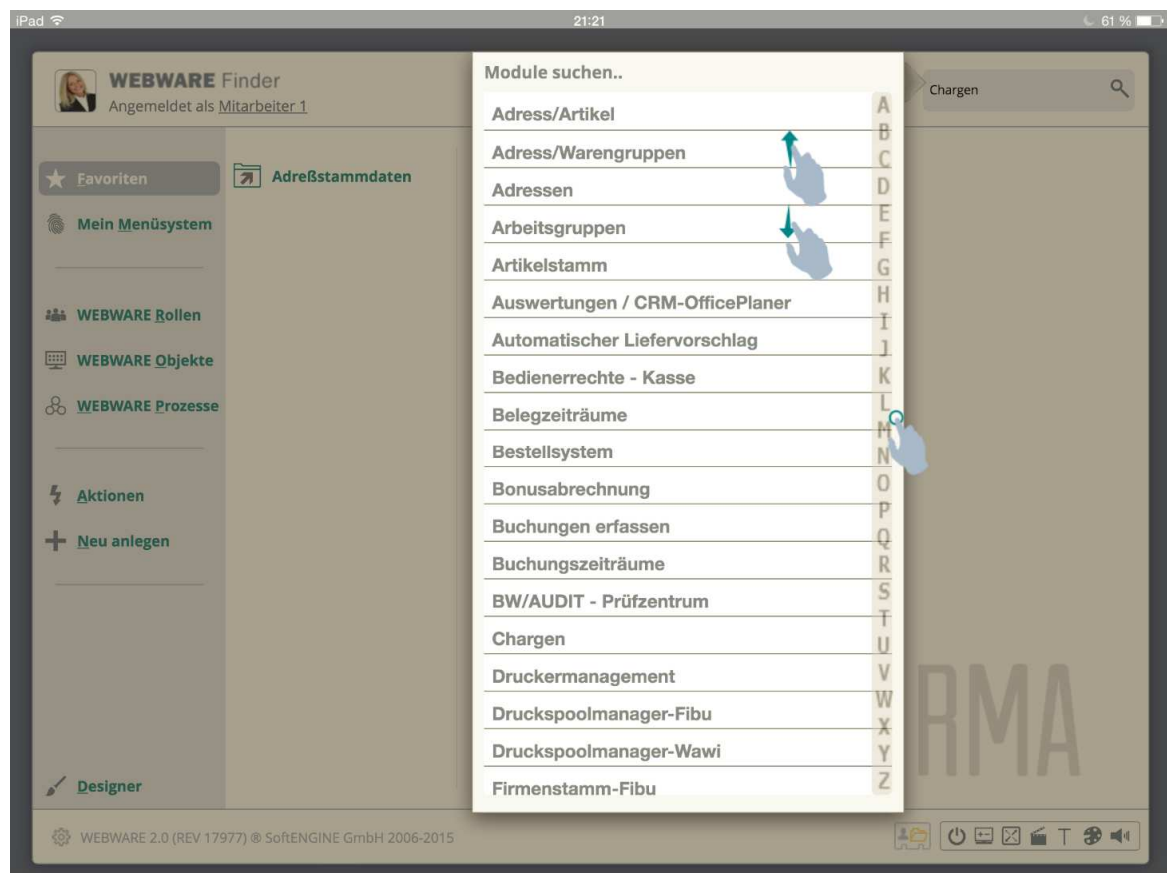 iPad 21:21 61 %
WEBWARE Finder
Angemeldet als Mitarbeiter 1
Favoriten
Mein Menüsystem
WEBWARE Rollen
WEBWARE Objekte
WEBWARE Prozesse
Aktionen
Neu anlegen
Designer
Adreßstammdaten
Module suchen..
Adress/Artikel
Adress/Warengruppen
Adressen
Arbeitsgruppen
Artikelstamm
Auswertungen / CRM-OfficePlaner
Automatischer Liefervorschlag
Bedienerrechte - Kasse
Belegzeiträume
Bestellsystem
Bonusabrechnung
Buchungen erfassen
Buchungszeiträume
BW/AUDIT - Prüfzentrum
Chargen
Druckermanagement
Druckspoolmanager-Fibu
Druckspoolmanager-Wawi
Firmenstamm-Fibu
A
B
C
D
E
F
G
H
I
J
K
L
M
N
O
P
Q
R
S
T
U
V
W
X
Y
Z
Chargen
RMA
WEBWARE 2.0 (REV 17977) ® SoftENGINE GmbH 2006-2015
T